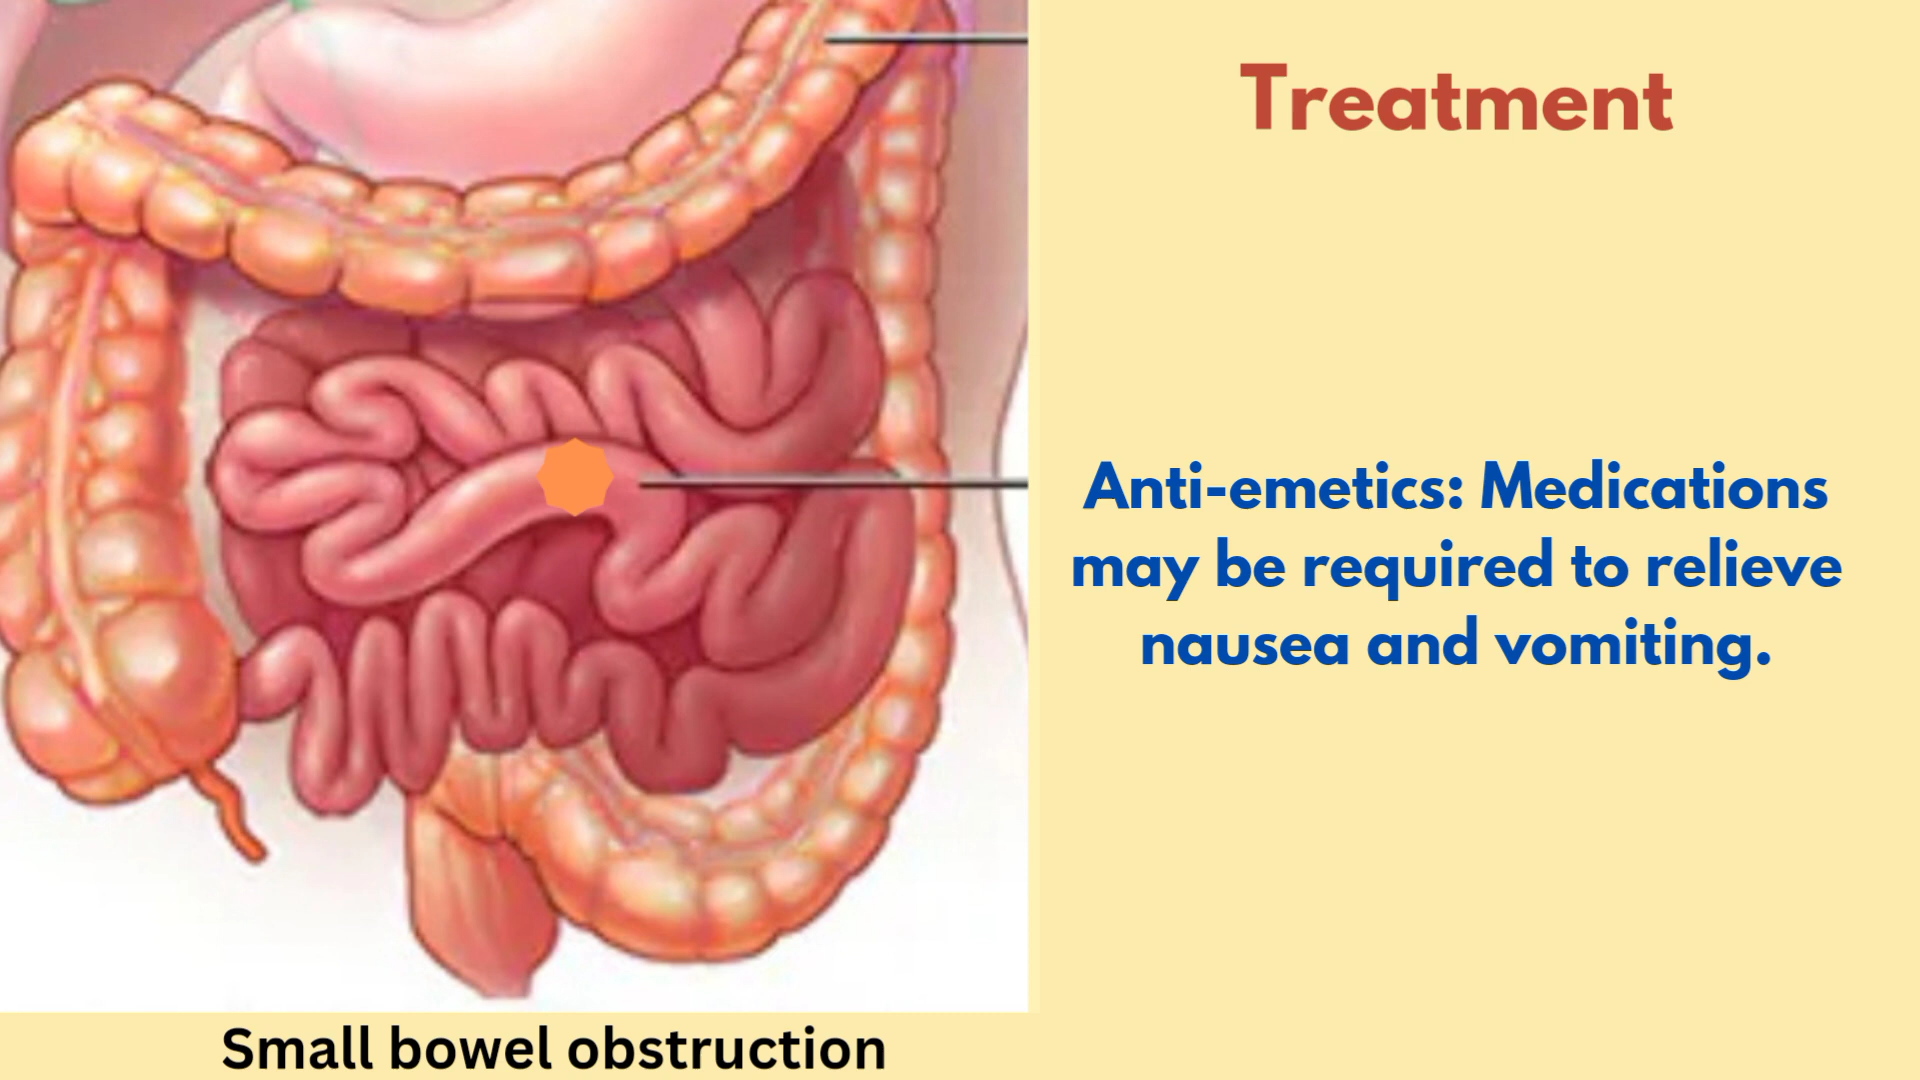 Treatment
Anti-emetics: Medications
may be required to relieve
nausea and vomiting.
Small bowel obstruction